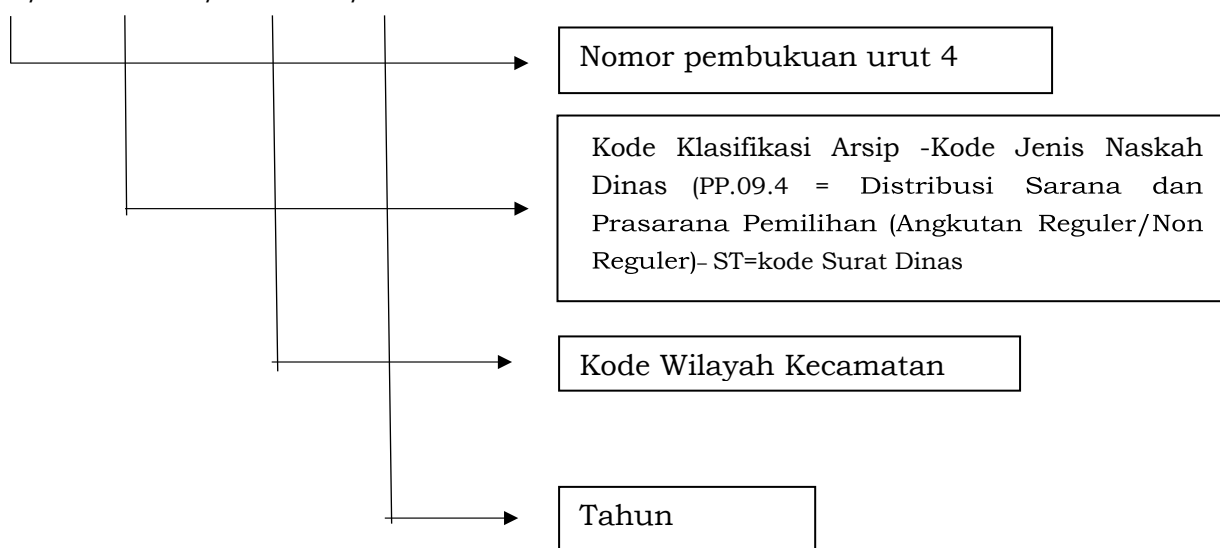 Nomor pembukuan urut 4
Kode Klasifikasi Arsip -Kode Jenis Naskah
Dinas (PP.09.4 = Distribusi Sarana dan
Prasarana Pemilihan (Angkutan Reguler/Non
Reguler)– ST=kode Surat Dinas
Kode Wilayah Kecamatan
Tahun